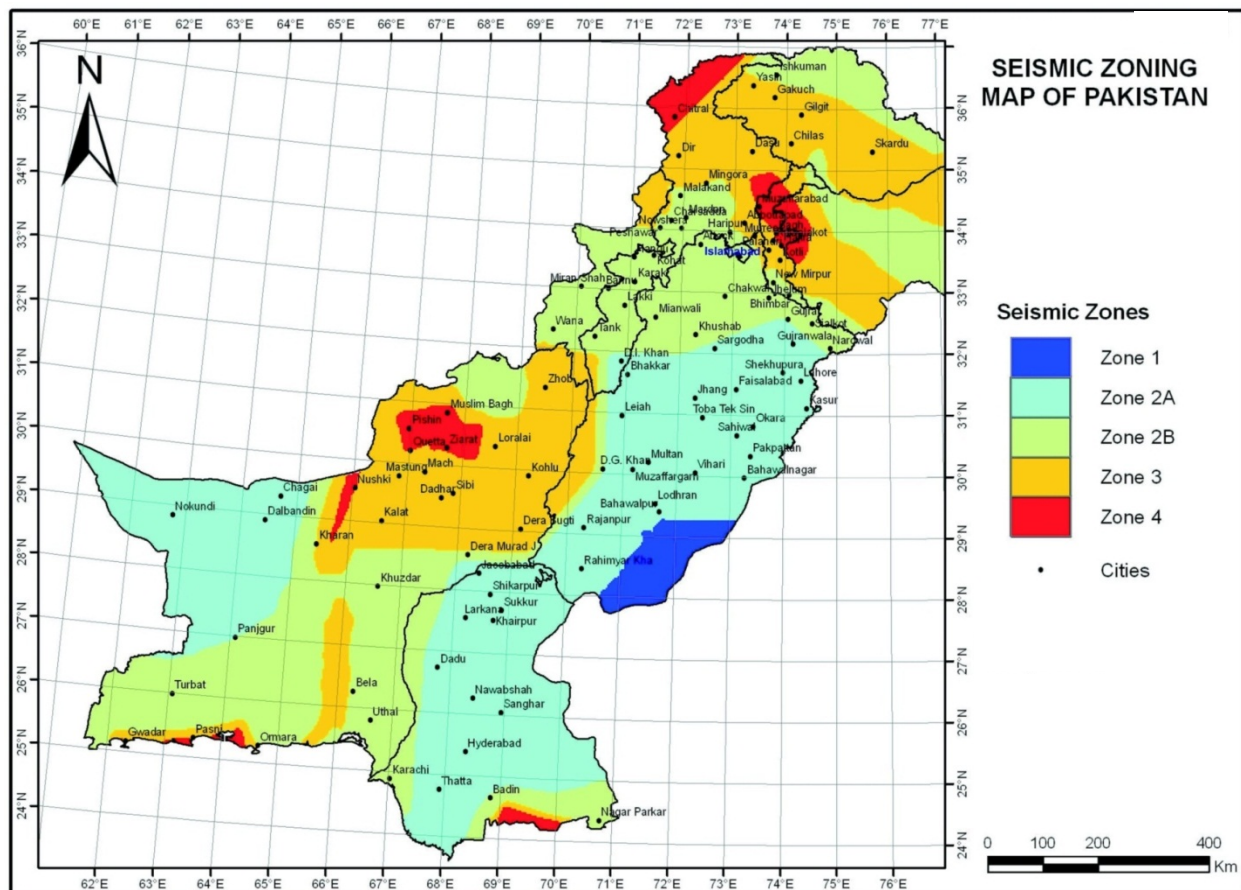 60°E 61°E 62°E 63°E 64°E 65°E 66°E 67°E 68°E 69°E 70°E 71°E 72°E 73°E 74°E 75°E 76°E 77°E
36°N
35°N
34°N
33°N
32°N
31°N
30°N
29°N
28°N
27°N
26°N
25°N
24°N
N
SEISMIC ZONING
MAP OF PAKISTAN
Ishkuman
Yasin
Gakuch
Gilgit
Chitral
Chilas
Dasu
Skardu
Dir
Mingora
Malakand
Mardan
Charsadda
Nowshera
Peshawar
Haripur
Islamabad
Kohat
Karak
New Mirpur
Miran Shah
Bannu
Lakki
Chakwal
Jhelum
Bhimbar
Mianwali
Gujrat
Sialkot
Wana
Tank
Khushab
Gujranwala
Narowal
Sargodha
D.I. Khan
Bhakkar
Shekhupura
Lahore
Faisalabad
Zhob
Jhang
Kasur
Muslim Bagh
Leiah
Toba Tek Sin
Okara
Pishin
Sahiwal
Quetta
Ziarat
Loralai
Pakpattan
Multan
D.G. Khan
Vihari
Bahawalnagar
Muzaffargarh
Mach
Mastung
Kohlu
Nushki
Sibi
Dadhar
Lodhran
Chagai
Bahawalpur
Nokundi
Dalbandin
Kalat
Dera Bugti
Rajanpur
Kharan
Dera Murad J
Rahimyar Kha
Jacobabad
Khuzdar
Shikarpur
Sukkur
Larkana
Khairpur
Panjgur
Dadu
Turbat
Bela
Nawabshah
Sanghar
Uthal
Gwadar
Pasni
Ormara
Hyderabad
Karachi
Thatta
Badin
Nagar Parkar
36°N
35°N
34°N
33°N
32°N
31°N
30°N
29°N
28°N
27°N
26°N
25°N
24°N
62°E 63°E 64°E 65°E 66°E 67°E 68°E 69°E 70°E 71°E 72°E 73°E 74°E 75°E 76°E
Seismic Zones
Zone 1
Zone 2A
Zone 2B
Zone 3
Zone 4
Cities
0 100 200 400
Km